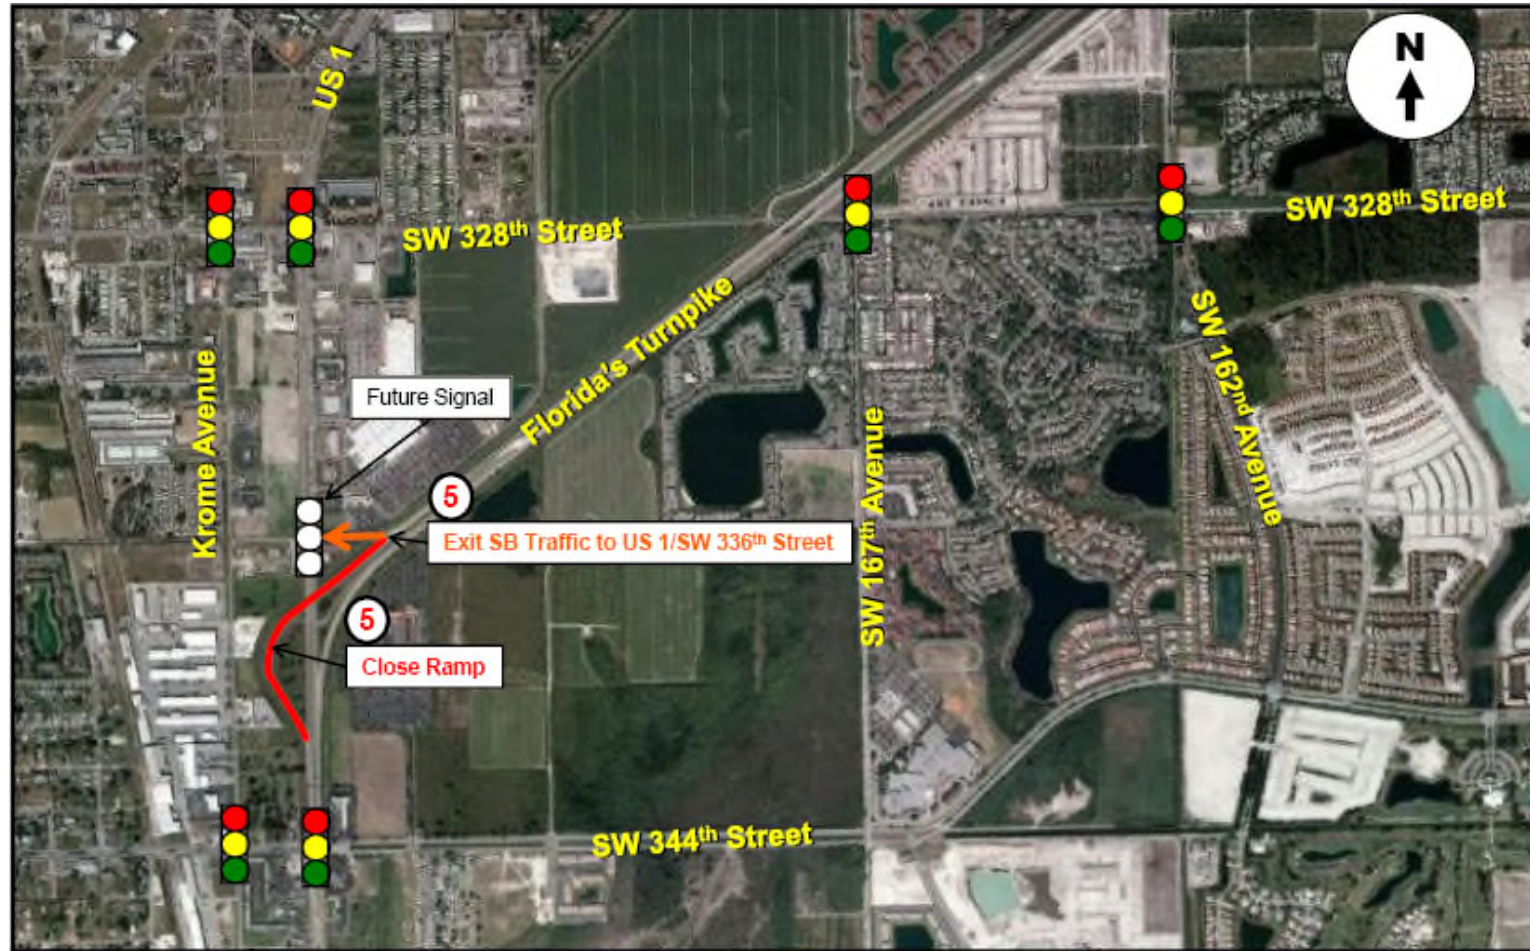 N
US 1
SW 328th Street
SW 328th Street
Florida's Turnpike
SW 162nd Avenue
Krome Avenue
Future Signal
SW 167th Avenue
5
Exit SB Traffic to US 1/SW 336th Street
5
Close Ramp
SW 344th Street